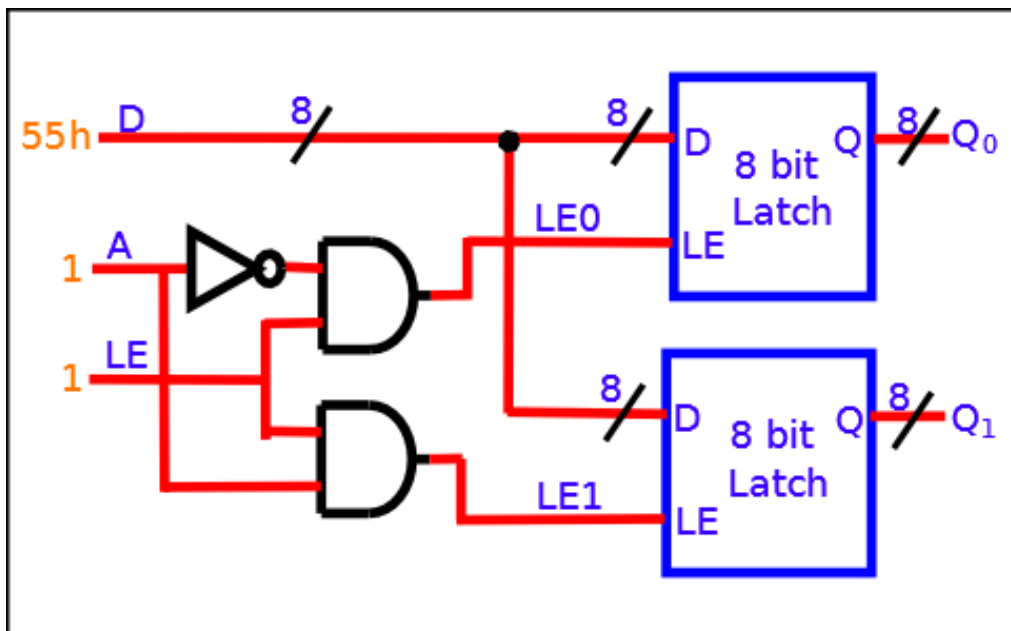 55h D 8 8 D Q 8 Q₀
8 bit
Latch
1 A LE0 LE
1 LE
8 D Q 8 Q₁
8 bit
Latch
LE1 LE